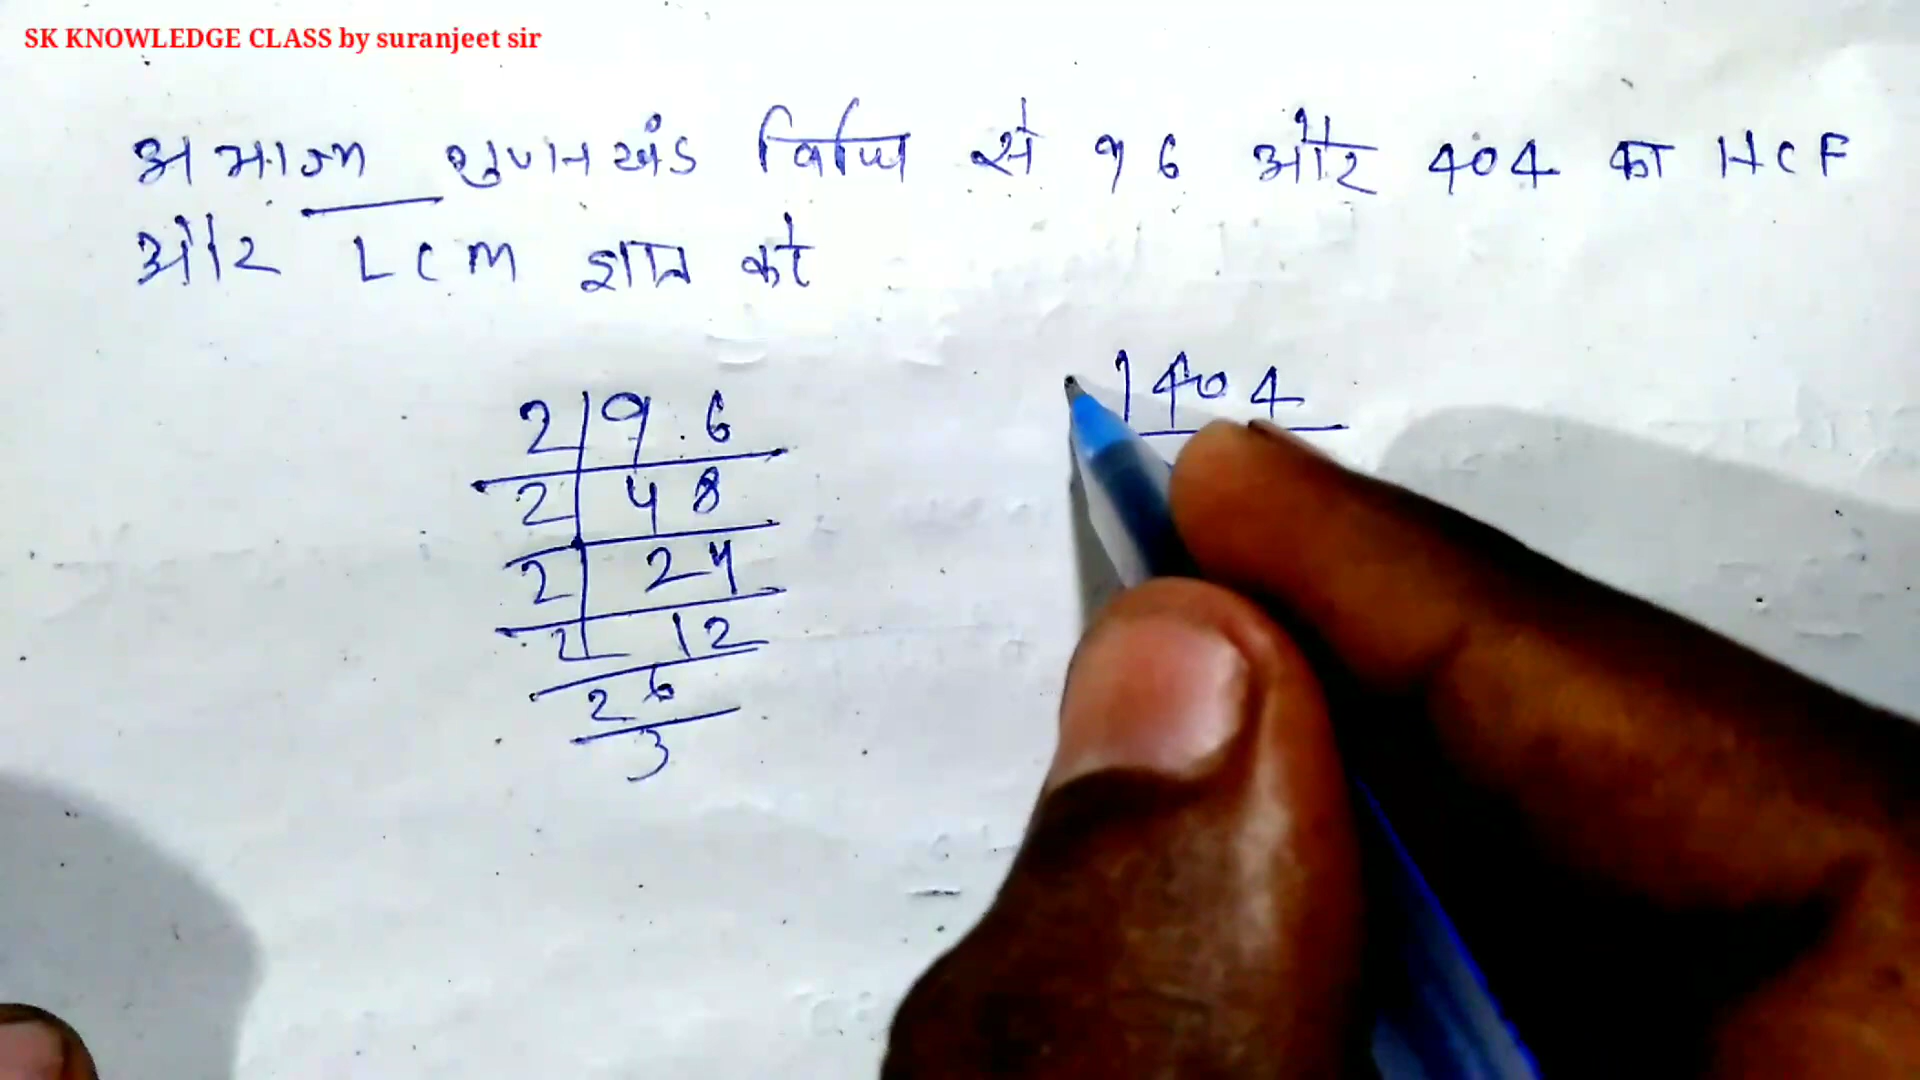 SK KNOWLEDGE CLASS by suranjeet sir
अभाज्य गुणनखंड विधि से 96 और 404 का HCF
और LCM ज्ञात करे
2 96
2 48
2 24
2 12
2 6
3
404